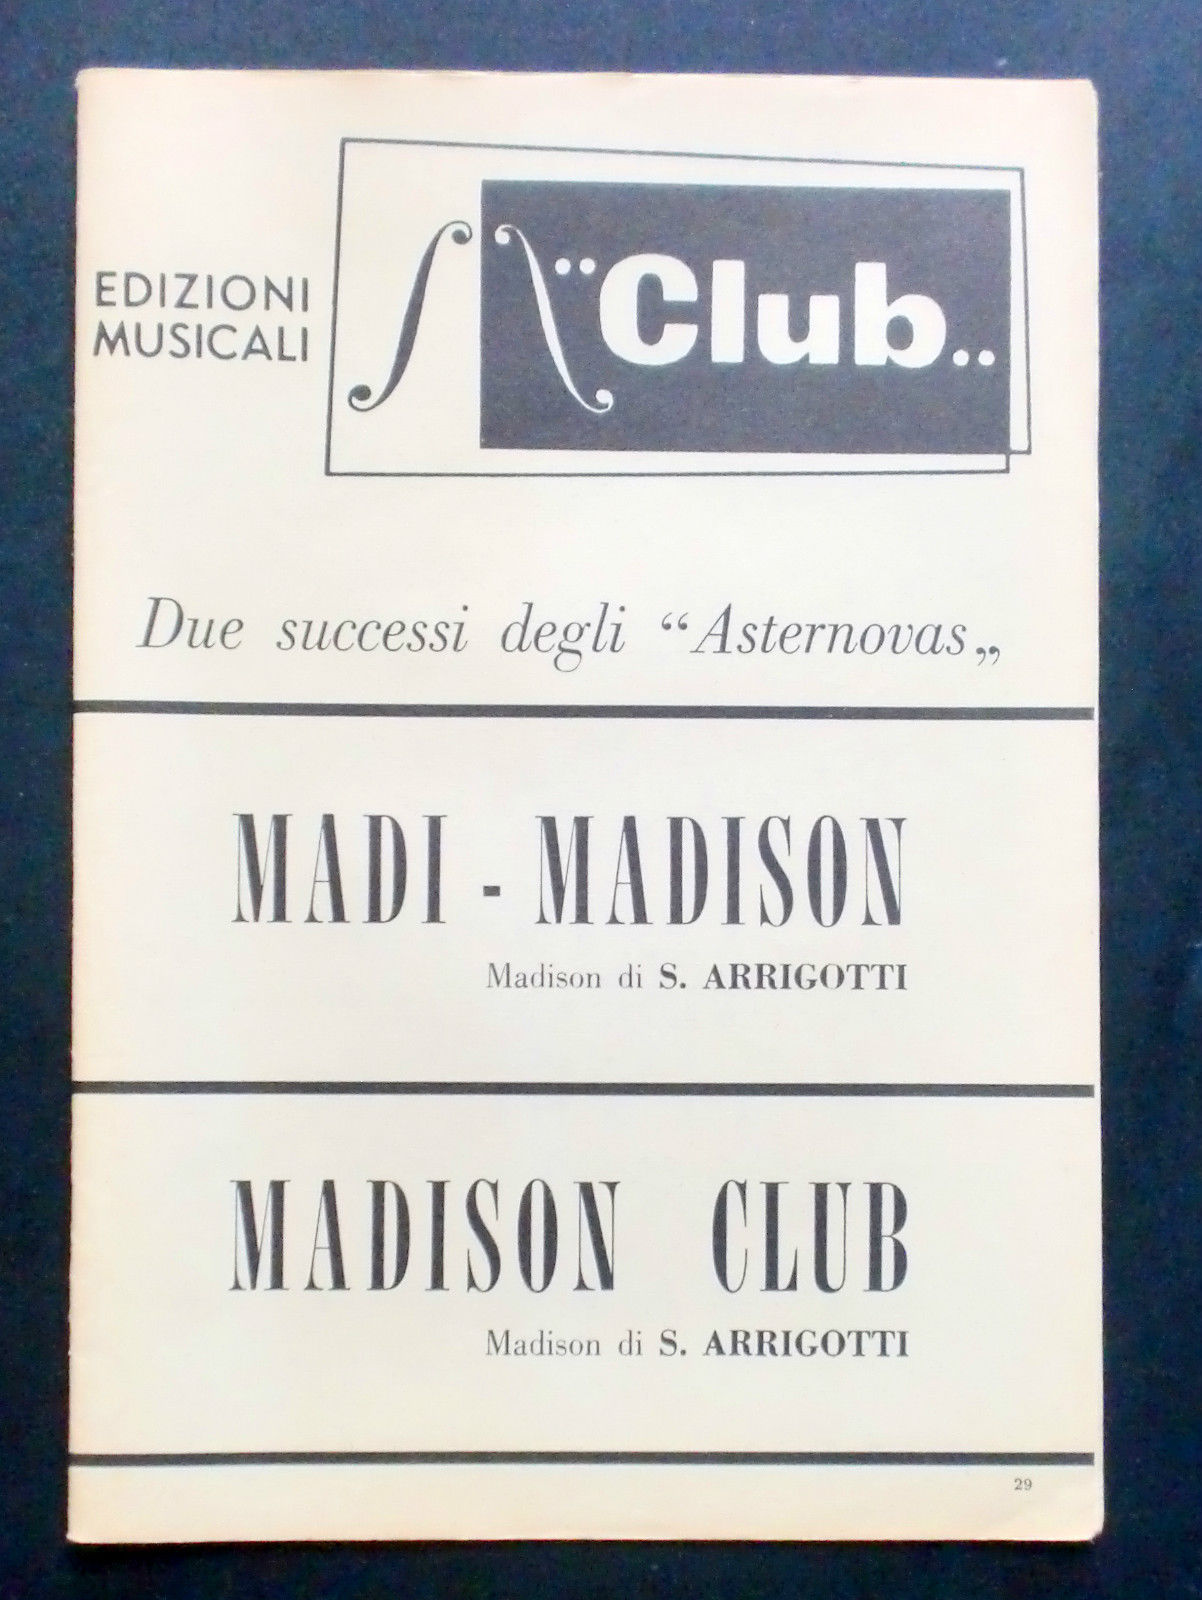 EDIZIONI
MUSICALI
¨Club..
Due successi degli “Asternovas„
MADI - MADISON
Madison di S. ARRIGOTTI
MADISON CLUB
Madison di S. ARRIGOTTI
29